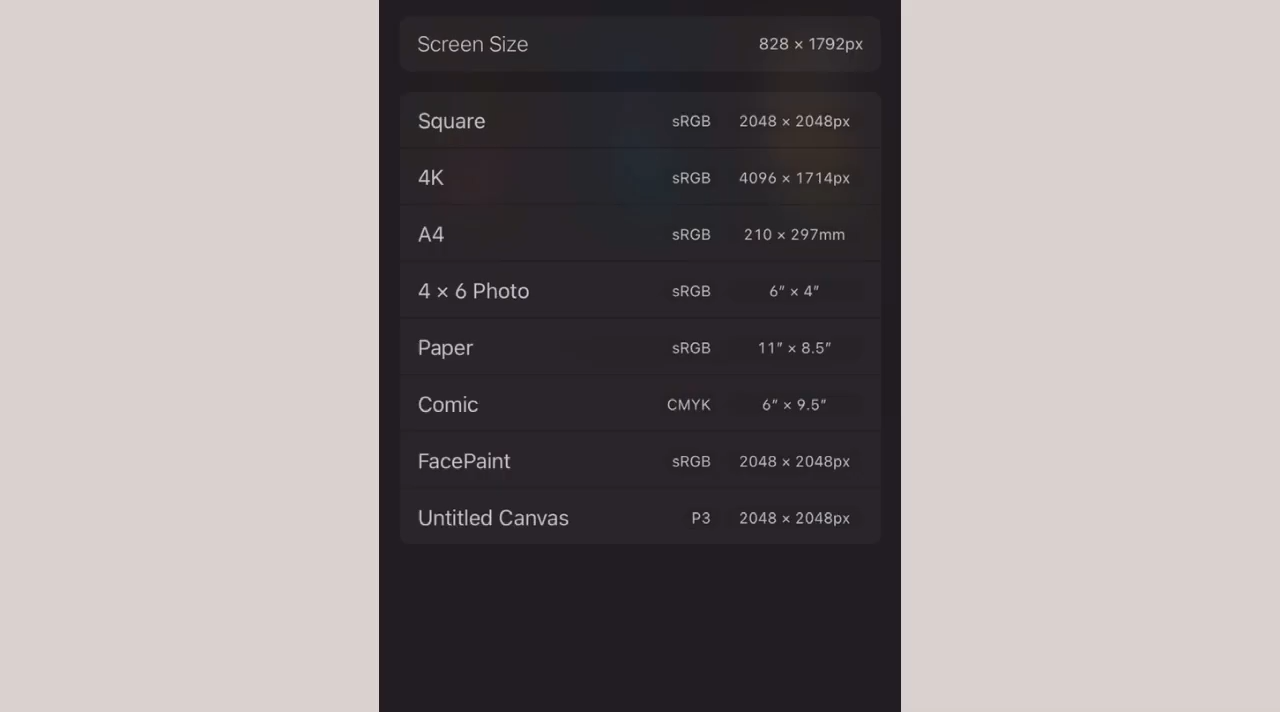 Screen Size 828 × 1792px
Square sRGB 2048 × 2048px
4K sRGB 4096 × 1714px
A4 sRGB 210 × 297mm
4 × 6 Photo sRGB 6″ × 4″
Paper sRGB 11″ × 8.5″
Comic CMYK 6″ × 9.5″
FacePaint sRGB 2048 × 2048px
Untitled Canvas P3 2048 × 2048px